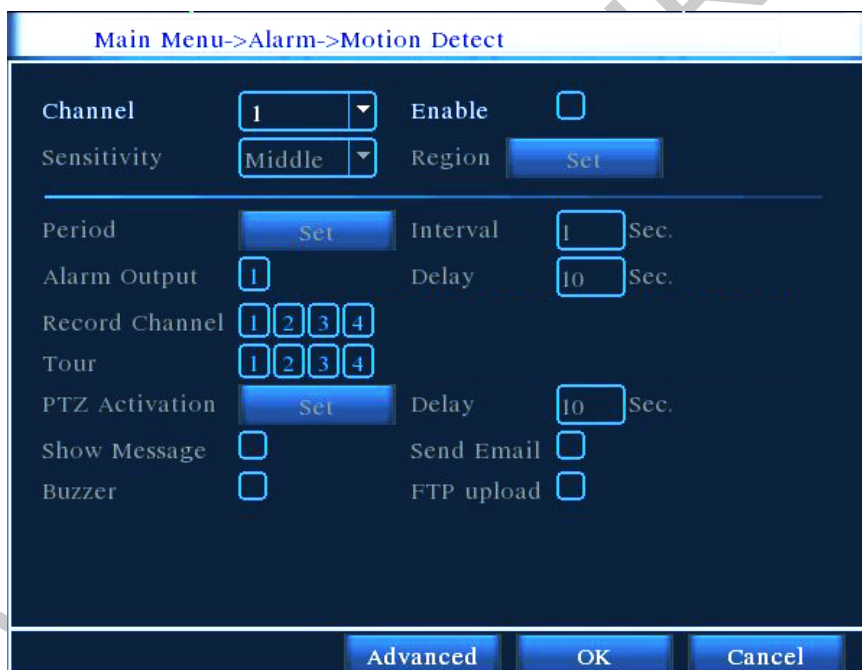 Main Menu->Alarm->Motion Detect
Channel 1 Enable
Sensitivity Middle Region Set
Period Set Interval 1 Sec.
Alarm Output 1 Delay 10 Sec.
Record Channel 1 2 3 4
Tour 1 2 3 4
PTZ Activation Set Delay 10 Sec.
Show Message Send Email
Buzzer FTP upload
Advanced OK Cancel